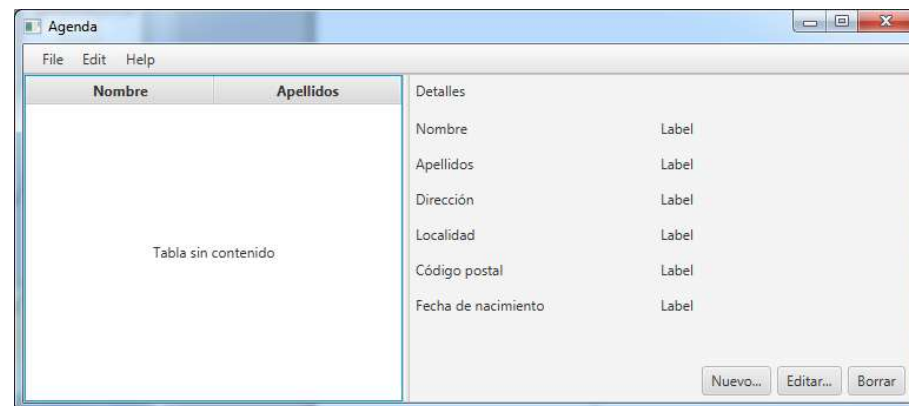 Agenda
File Edit Help
Nombre Apellidos
Tabla sin contenido
Detalles
Nombre Label
Apellidos Label
Dirección Label
Localidad Label
Código postal Label
Fecha de nacimiento Label
Nuevo... Editar... Borrar